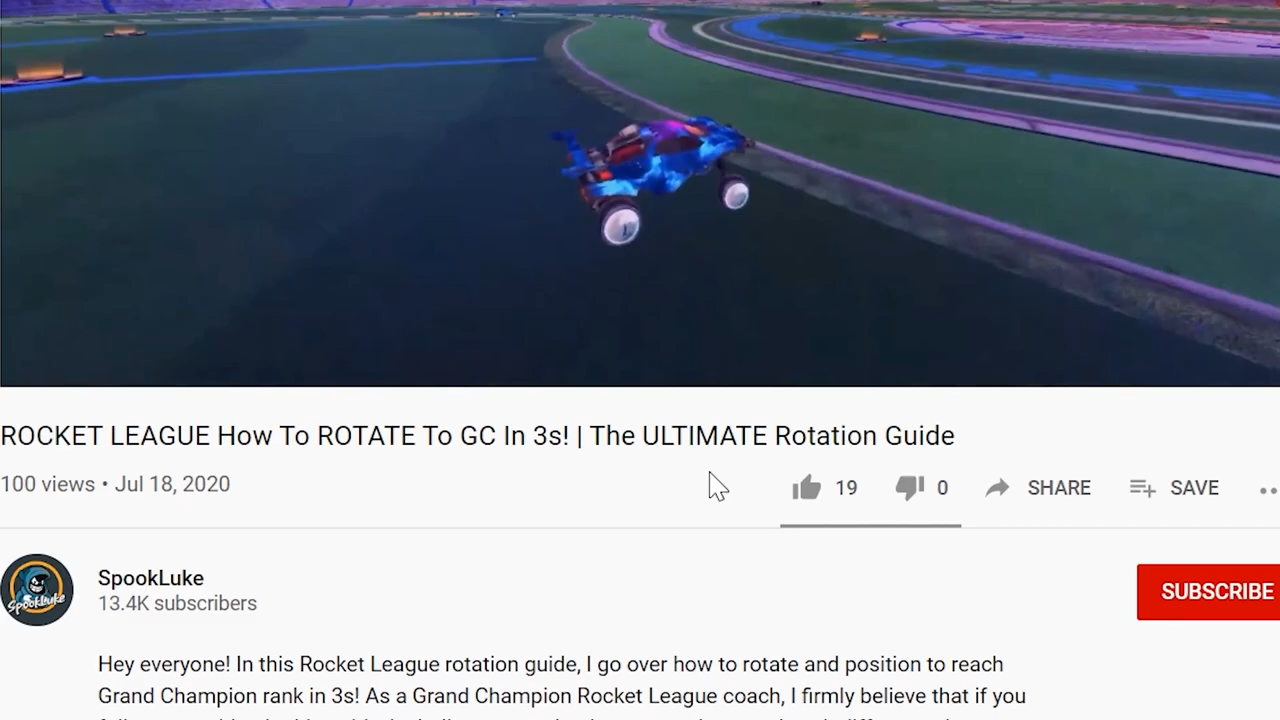 ROCKET LEAGUE How To ROTATE To GC In 3s! | The ULTIMATE Rotation Guide
100 views • Jul 18, 2020
19
0
SHARE
SAVE
SpookLuke
SpookLuke
13.4K subscribers
SUBSCRIBE
Hey everyone! In this Rocket League rotation guide, I go over how to rotate and position to reach
Grand Champion rank in 3s! As a Grand Champion Rocket League coach, I firmly believe that if you